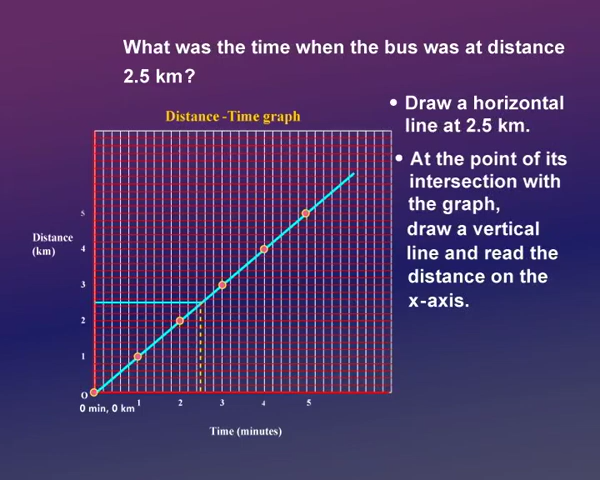 What was the time when the bus was at distance
2.5 km?
Distance -Time graph
• Draw a horizontal
line at 2.5 km.
• At the point of its
intersection with
the graph,
draw a vertical
line and read the
distance on the
x-axis.
Distance
(km)
5
4
3
2
1
O
0 min, 0 km
1 2 3 4 5
Time (minutes)